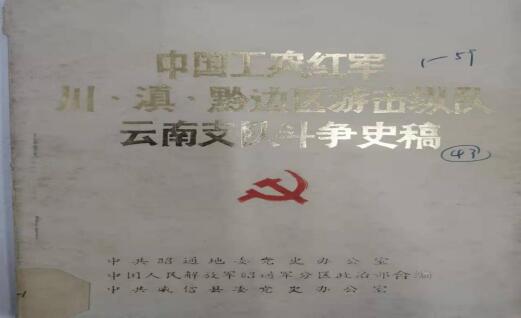 中国工农红军
1-59
川·滇·黔边区游击纵队
云南支队斗争史稿
43
中共昭通地委党史办公室
中国人民解放军昭通军分区政治部合编
中共威信县委党史办公室